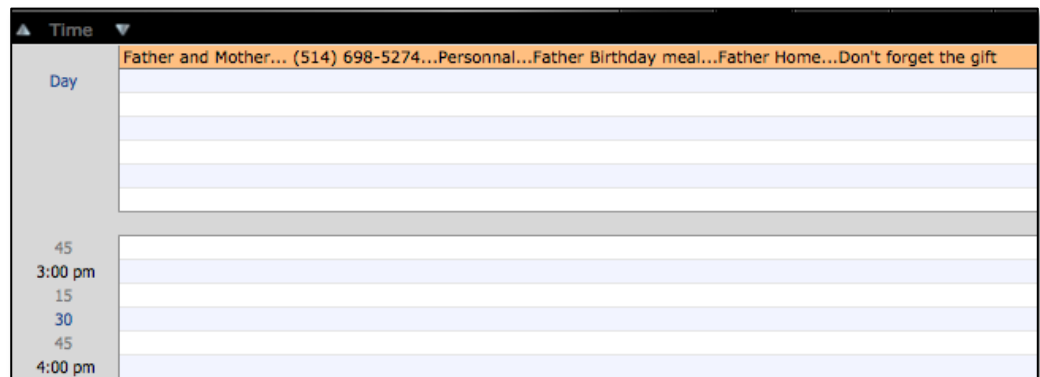 Time
Father and Mother... (514) 698-5274...Personnal...Father Birthday meal...Father Home...Don't forget the gift
Day
45
3:00 pm
15
30
45
4:00 pm